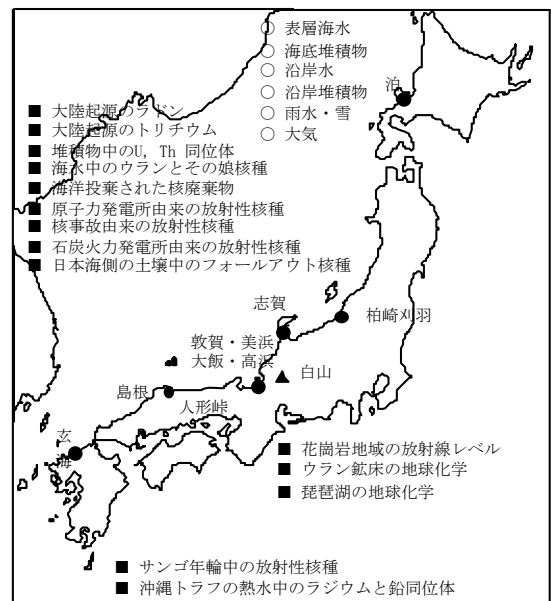 ○ 表層海水
○ 海底堆積物
○ 沿岸水
○ 沿岸堆積物
○ 雨水・雪
○ 大気
泊
■ 大陸起源のラドン
■ 大陸起源のトリチウム
■ 堆積物中のU, Th 同位体
■ 海水中のウランとその娘核種
■ 海洋投棄された核廃棄物
■ 原子力発電所由来の放射性核種
■ 核事故由来の放射性核種
■ 石炭火力発電所由来の放射性核種
■ 日本海側の土壌中のフォールアウト核種
志賀
柏崎刈羽
敦賀・美浜
大飯・高浜
白山
島根
人形峠
玄海
■ 花崗岩地域の放射線レベル
■ ウラン鉱床の地球化学
■ 琵琶湖の地球化学
■ サンゴ年輪中の放射性核種
■ 沖縄トラフの熱水中のラジウムと鉛同位体